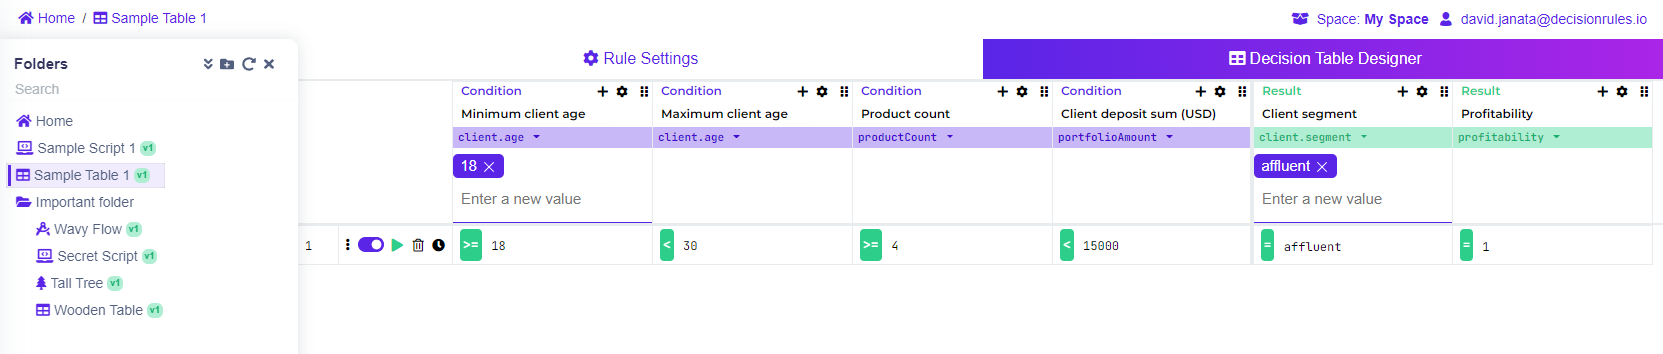 Home / Sample Table 1
Space: My Space david.janata@decisionrules.io
Folders
Search
Home
Sample Script 1 v1
Sample Table 1 v1
Important folder
Wavy Flow v1
Secret Script v1
Tall Tree v1
Wooden Table v1
Rule Settings
Decision Table Designer
Condition Condition Condition Condition Result Result
Minimum client age Maximum client age Product count Client deposit sum (USD) Client segment Profitability
client.age client.age productCount portfolioAmount client.segment profitability
18 affluent
Enter a new value Enter a new value
1 >= 18 < 30 >= 4 < 15000 = affluent = 1